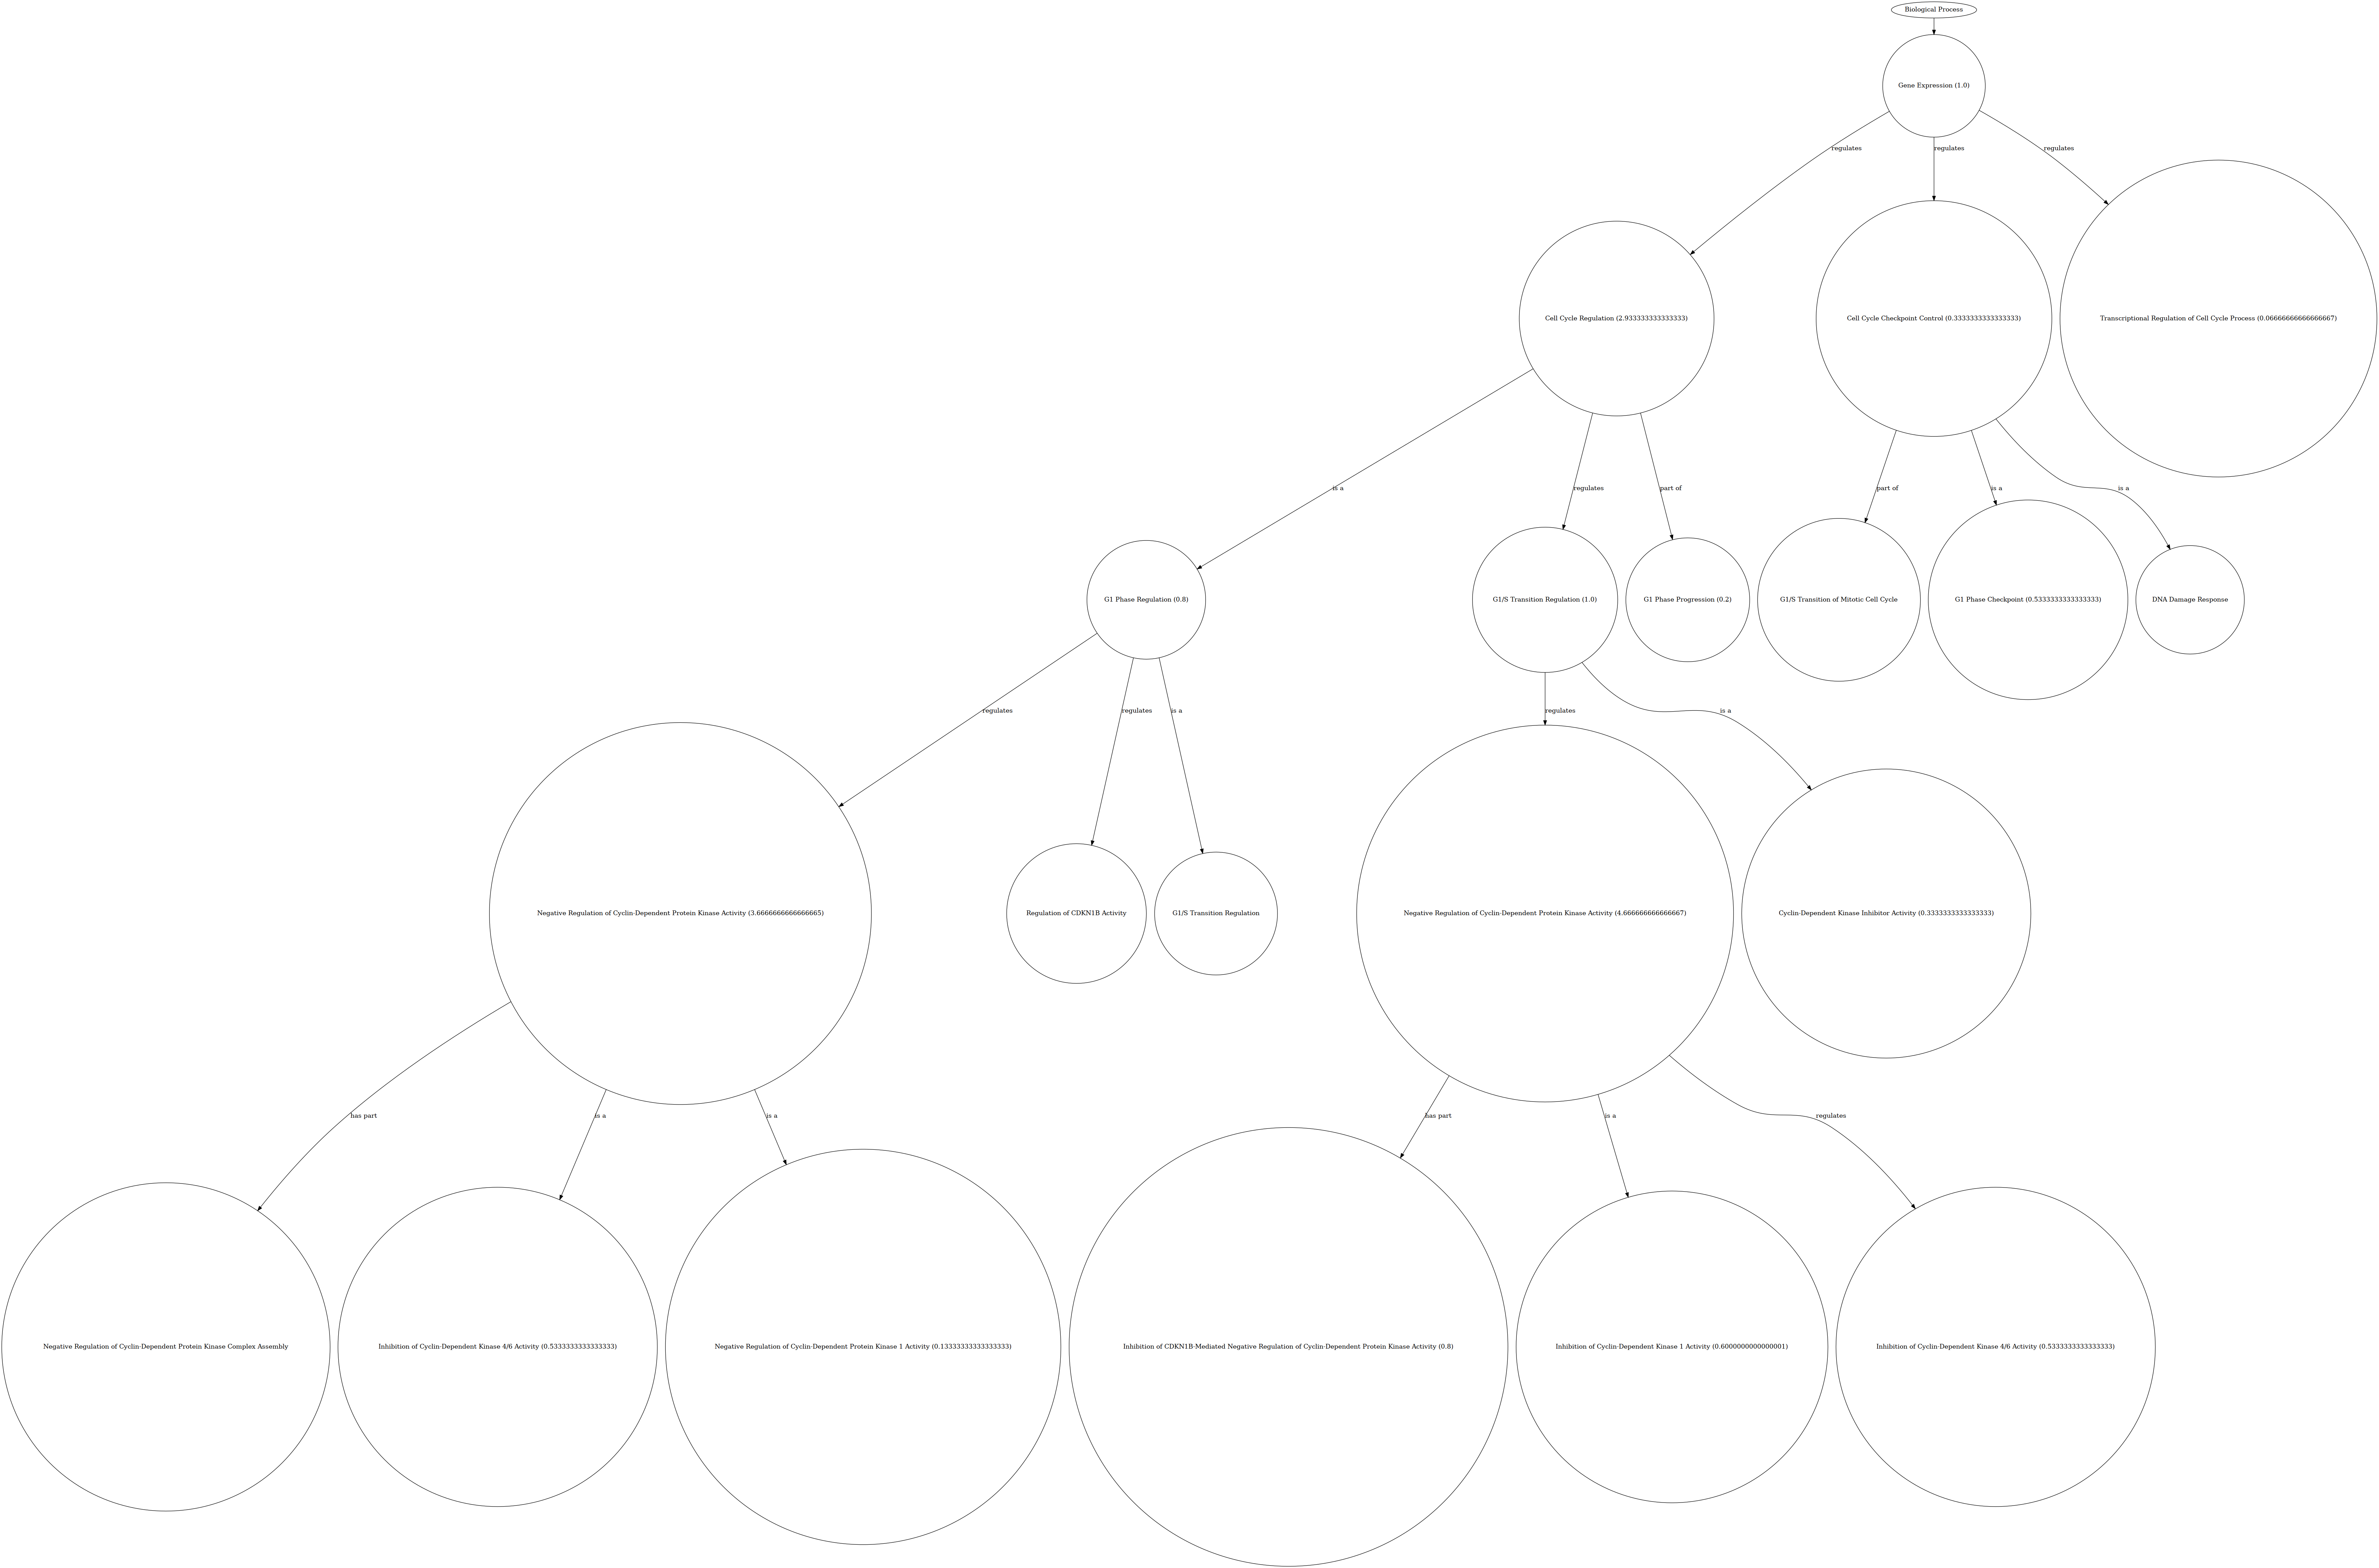 Biological Process
Gene Expression (1.0)
regulates
regulates
regulates
Cell Cycle Regulation (2.933333333333333)
Cell Cycle Checkpoint Control (0.3333333333333333)
Transcriptional Regulation of Cell Cycle Process (0.06666666666666667)
is a
regulates
part of
part of
is a
is a
G1 Phase Regulation (0.8)
G1/S Transition Regulation (1.0)
G1 Phase Progression (0.2)
G1/S Transition of Mitotic Cell Cycle
G1 Phase Checkpoint (0.5333333333333333)
DNA Damage Response
regulates
regulates
is a
regulates
is a
Negative Regulation of Cyclin-Dependent Protein Kinase Activity (3.6666666666666665)
Regulation of CDKN1B Activity
G1/S Transition Regulation
Negative Regulation of Cyclin-Dependent Protein Kinase Activity (4.666666666666667)
Cyclin-Dependent Kinase Inhibitor Activity (0.3333333333333333)
has part
is a
is a
has part
is a
regulates
Negative Regulation of Cyclin-Dependent Protein Kinase Complex Assembly
Inhibition of Cyclin-Dependent Kinase 4/6 Activity (0.5333333333333333)
Negative Regulation of Cyclin-Dependent Protein Kinase 1 Activity (0.13333333333333333)
Inhibition of CDKN1B-Mediated Negative Regulation of Cyclin-Dependent Protein Kinase Activity (0.8)
Inhibition of Cyclin-Dependent Kinase 1 Activity (0.6000000000000001)
Inhibition of Cyclin-Dependent Kinase 4/6 Activity (0.5333333333333333)